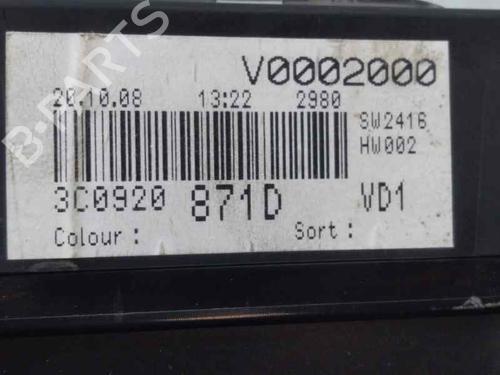 V0002000
20.10.08 13:22 2980
SW2416
HW002
3C0920 871D VD1
Colour : Sort :
B-PARTS